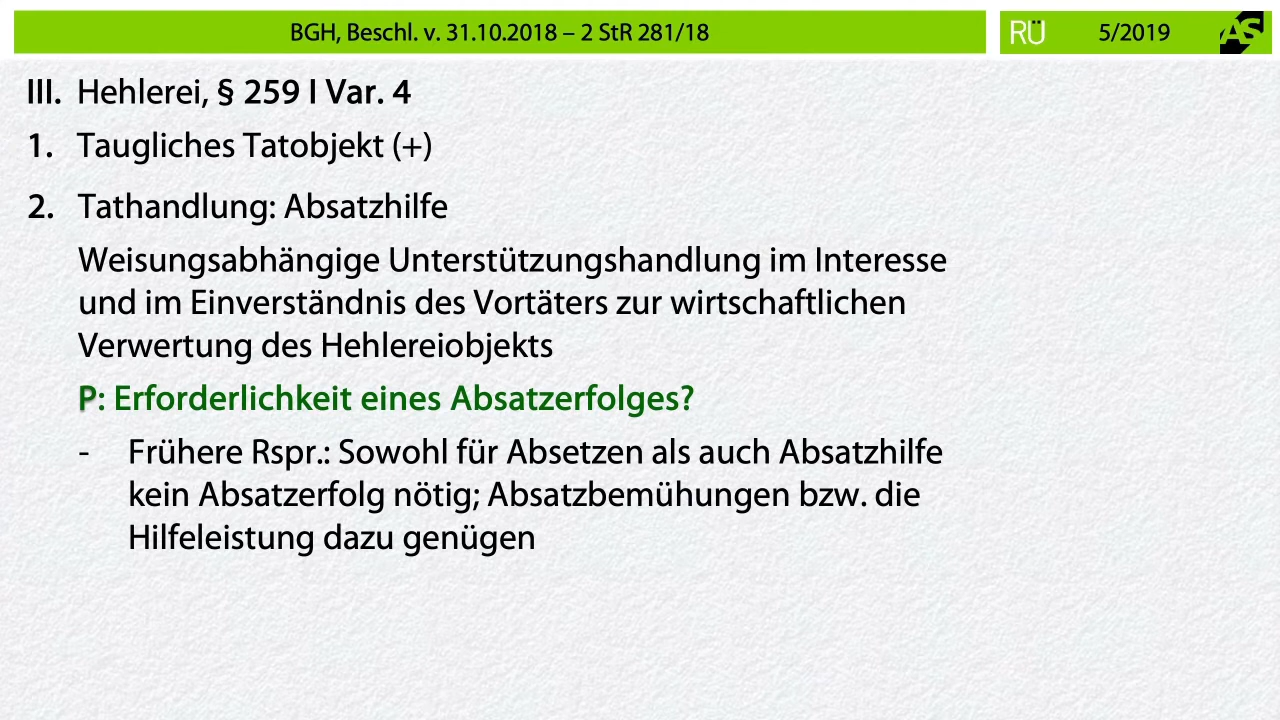 BGH, Beschl. v. 31.10.2018 – 2 StR 281/18
RÜ 5/2019 AS
III. Hehlerei, § 259 I Var. 4
1. Taugliches Tatobjekt (+)
2. Tathandlung: Absatzhilfe
Weisungsabhängige Unterstützungshandlung im Interesse
und im Einverständnis des Vortäters zur wirtschaftlichen
Verwertung des Hehlereiobjekts
P: Erforderlichkeit eines Absatzerfolges?
- Frühere Rspr.: Sowohl für Absetzen als auch Absatzhilfe
kein Absatzerfolg nötig; Absatzbemühungen bzw. die
Hilfeleistung dazu genügen